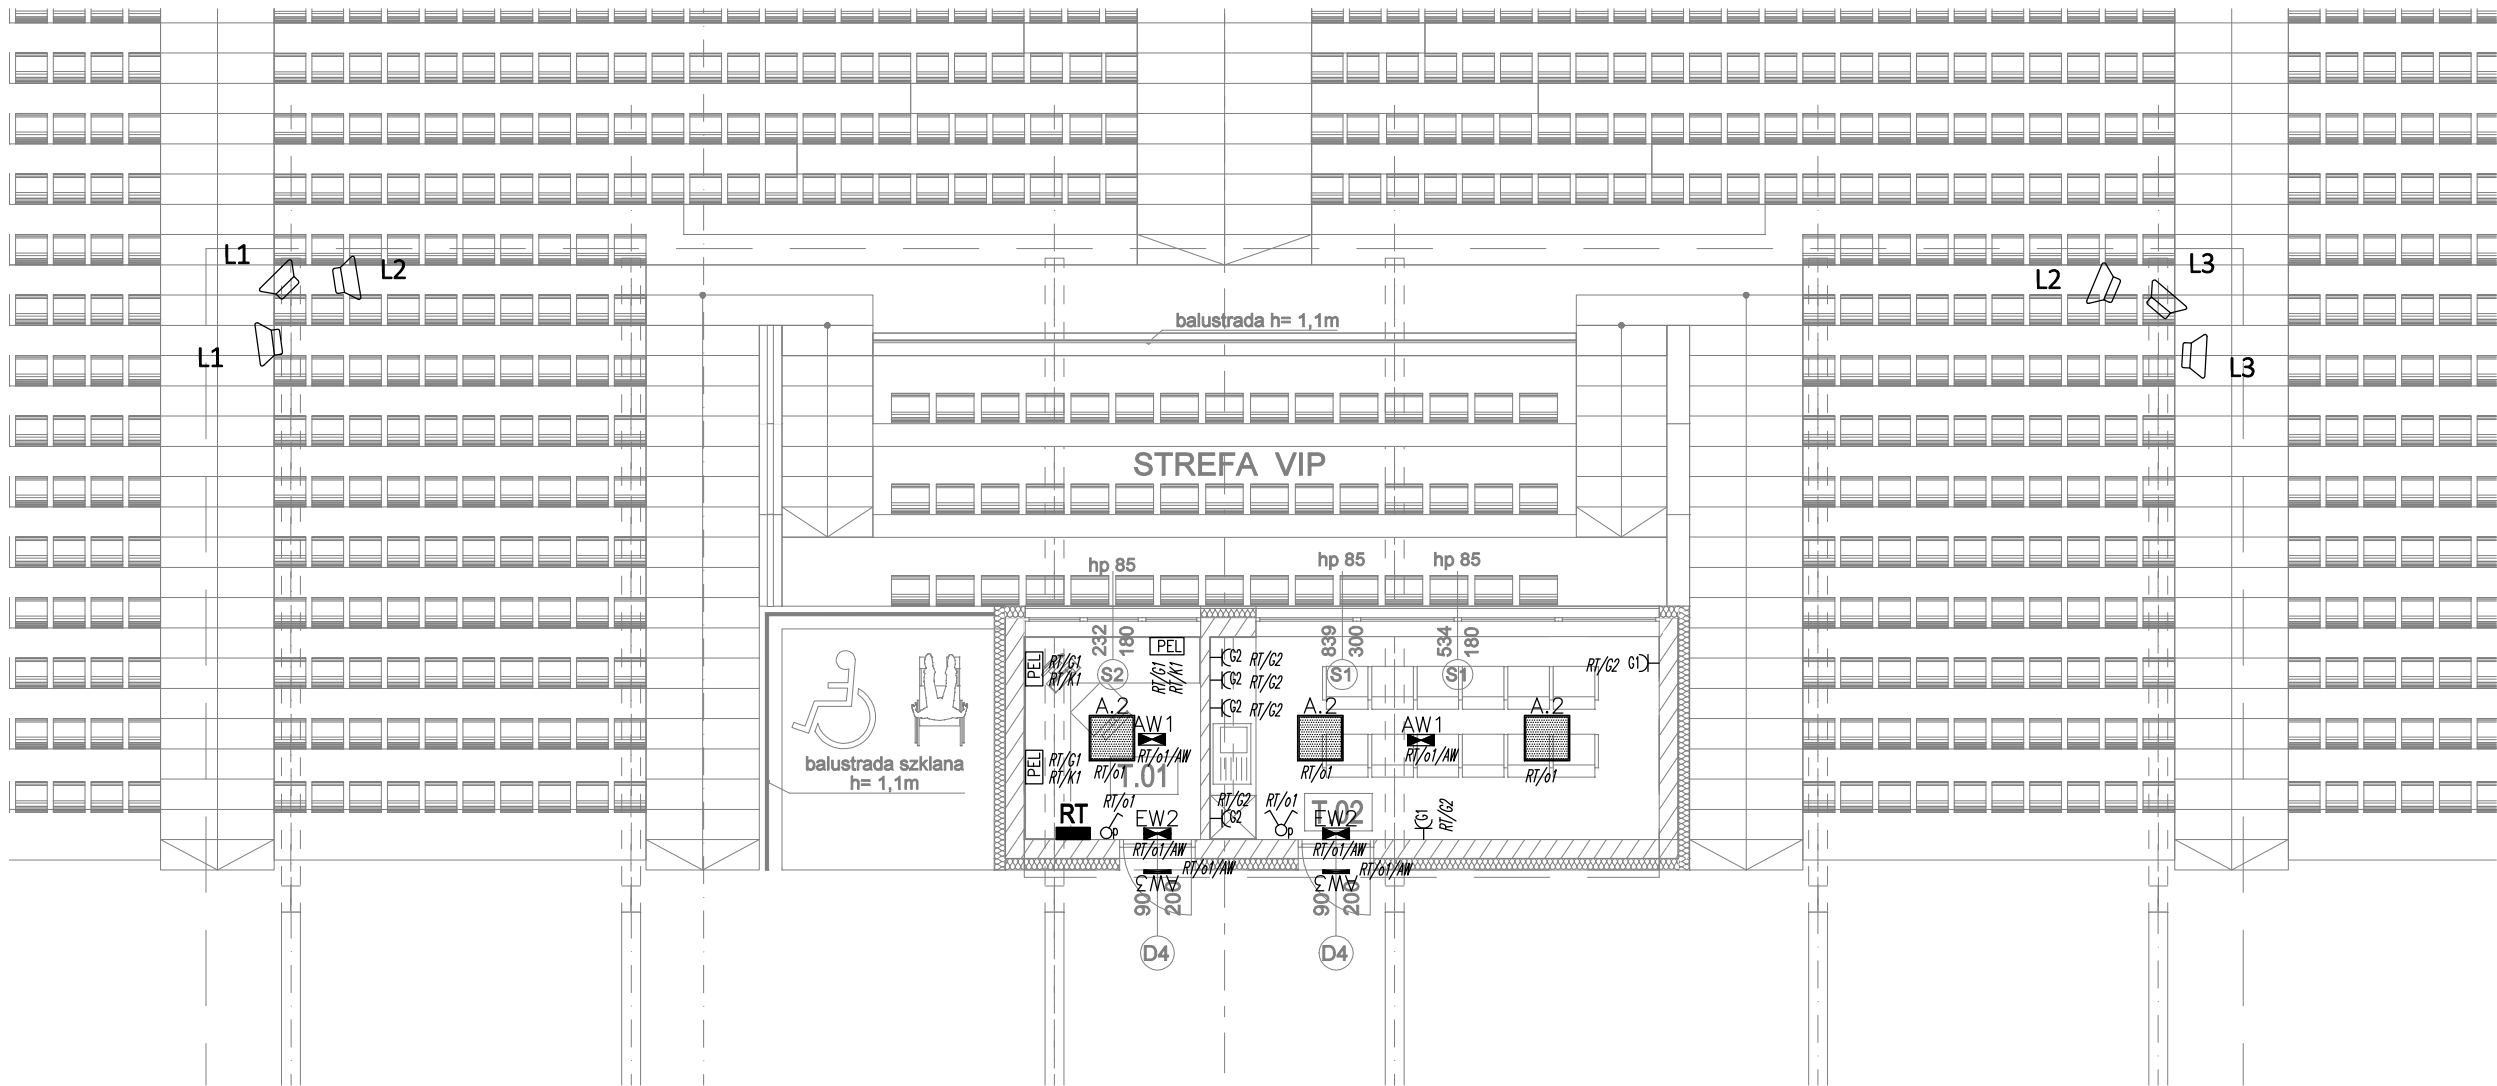 L1
L2
L1
L2
L3
L3
balustrada h= 1,1m
STREFA VIP
hp 85
hp 85
hp 85
232
180
839
300
534
180
S2
S1
S1
PEL
PEL
RT/G1
RT/K1
RT/G1
RT/K1
G2
RT/G2
G2
RT/G2
G2
RT/G2
RT/G2
G1
A.2
AW1
RT/o1/AW
RT/o1
A.2
RT/o1
AW1
RT/o1/AW
A.2
RT/o1
balustrada szklana
h= 1,1m
PEL
RT/G1
RT/K1
T.01
RT
RT/o1
p
EW2
RT/o1/AW
RT/G2
G2
RT/o1
p
T.02
EW2
RT/o1/AW
G1
RT/G2
RT/o1/AW
AW3
RT/o1/AW
AW3
90
200
90
200
D4
D4